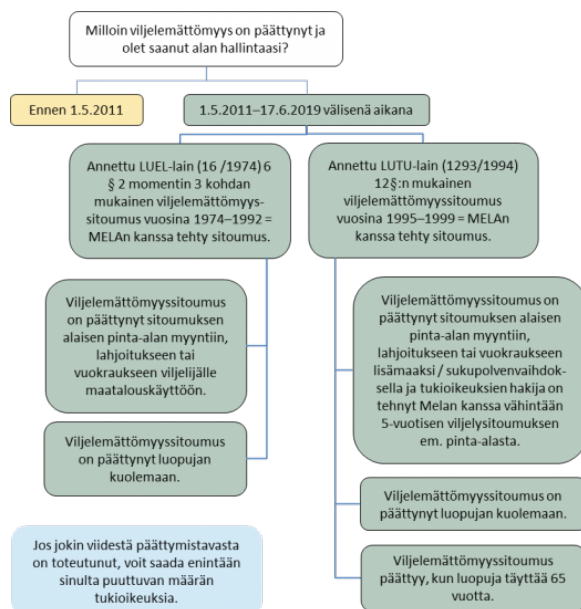 Milloin viljelemättömyys on päättynyt ja
olet saanut alan hallintaasi?
Ennen 1.5.2011
1.5.2011–17.6.2019 välisenä aikana
Annettu LUEL-lain (16 /1974) 6
§ 2 momentin 3 kohdan
mukainen viljelemättömyys-
sitoumus vuosina 1974–1992 =
MELAn kanssa tehty sitoumus.
Annettu LUTU-lain (1293/1994)
12§:n mukainen
viljelemättömyyssitoumus
vuosina 1995–1999 = MELAn
kanssa tehty sitoumus.
Viljelemättömyyssitoumus
on päättynyt sitoumuksen
alaisen pinta-alan myyntiin,
lahjoitukseen tai
vuokraukseen viljelijälle
maatalouskäyttöön.
Viljelemättömyyssitoumus
on päättynyt luopujan
kuolemaan.
Viljelemättömyyssitoumus on
päättynyt sitoumuksen alaisen
pinta-alan myyntiin,
lahjoitukseen tai vuokraukseen
lisämaaksi / sukupolvenvaihdok-
sella ja tukioikeuksien hakija on
tehnyt Melan kanssa vähintään
5-vuotisen viljelysitoumuksen
em. pinta-alasta.
Viljelemättömyyssitoumus on
päättynyt luopujan kuolemaan.
Viljelemättömyyssitoumus
päättyy, kun luopuja täyttää 65
vuotta.
Jos jokin viidestä päättymistavasta
on toteutunut, voit saada enintään
sinulta puuttuvan määrän
tukioikeuksia.